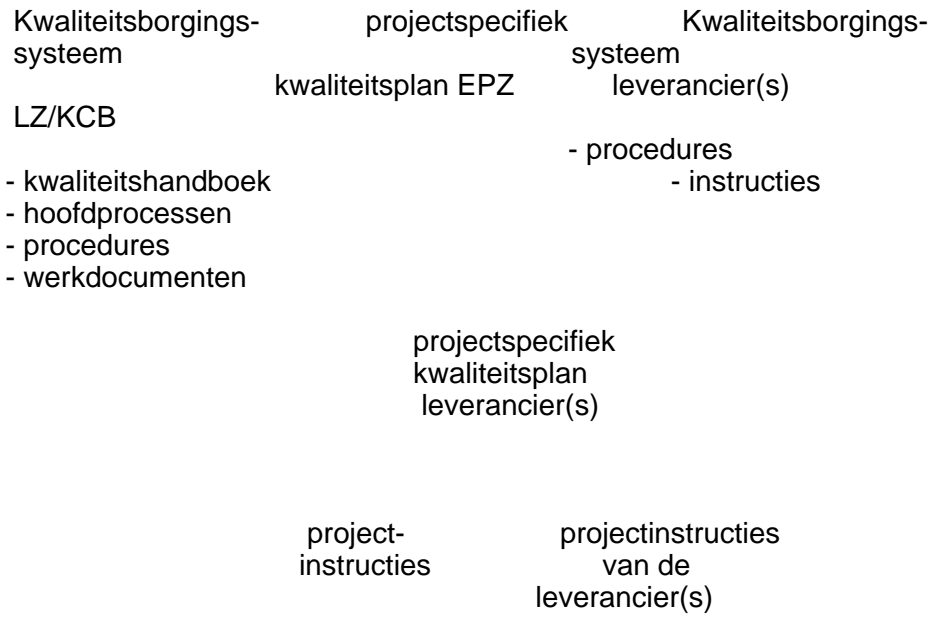 Kwaliteitsborgings- projectspecifiek Kwaliteitsborgings-
systeem systeem
kwaliteitsplan EPZ leverancier(s)
LZ/KCB
- procedures
- kwaliteitshandboek - instructies
- hoofdprocessen
- procedures
- werkdocumenten
projectspecifiek
kwaliteitsplan
leverancier(s)
project- projectinstructies
instructies van de
leverancier(s)